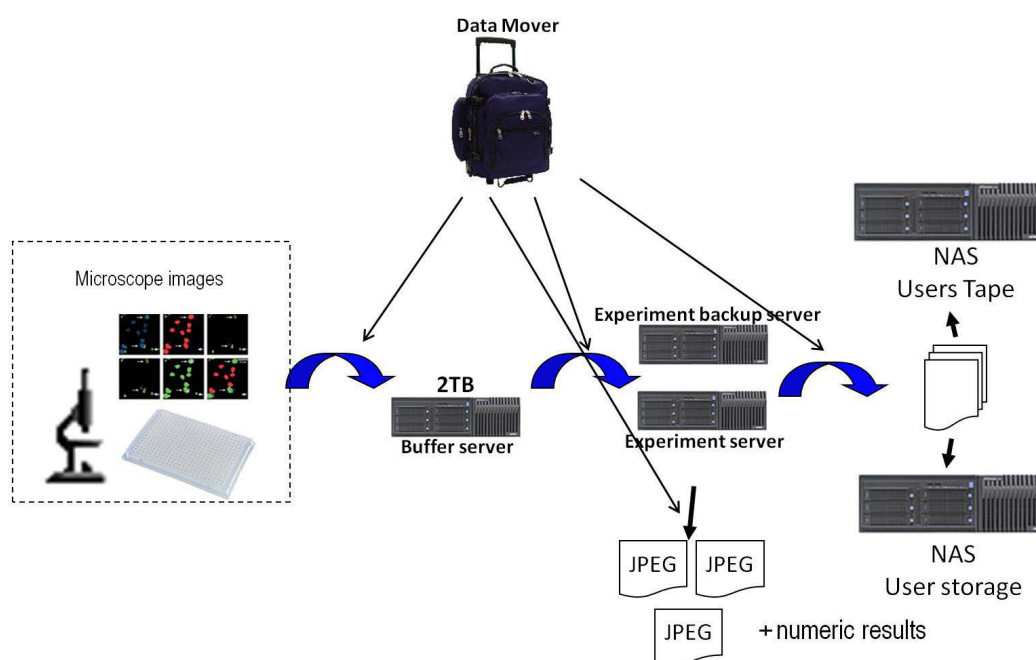 Data Mover
Microscope images
NAS
Users Tape
Experiment backup server
2TB
Buffer server
Experiment server
NAS
User storage
JPEG
JPEG
JPEG
+ numeric results